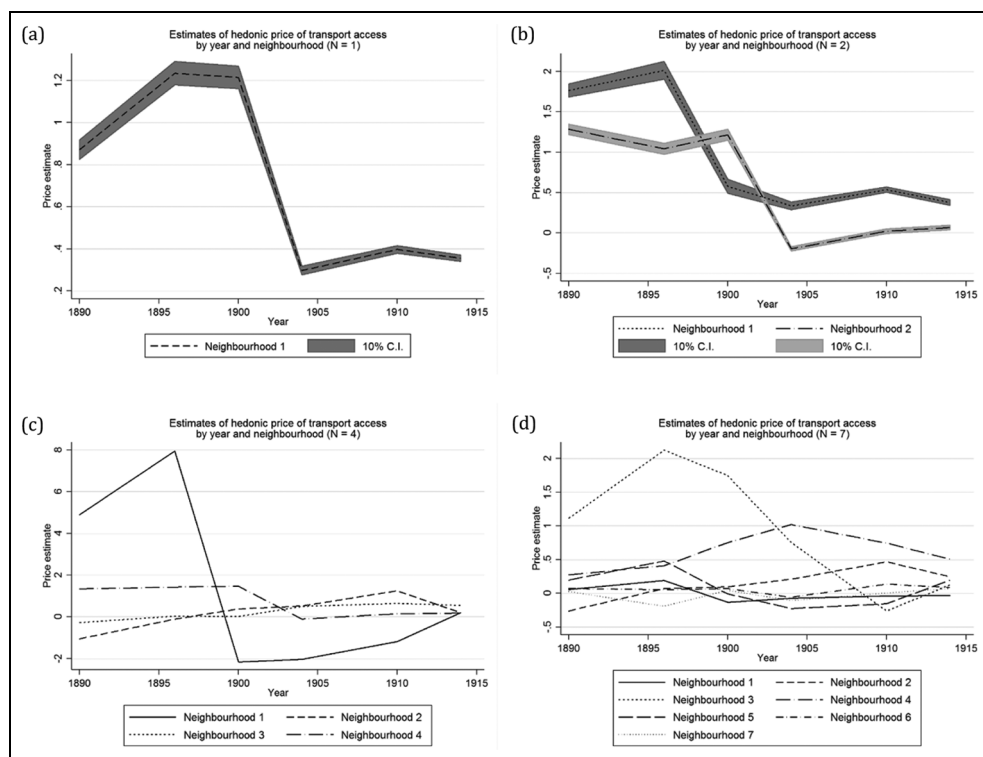 (a)
Estimates of hedonic price of transport access
by year and neighbourhood (N = 1)
Price estimate
1.2
1
.8
.6
.4
.2
1890 1895 1900 1905 1910 1915
Year
Neighbourhood 1 10% C.I.
(b)
Estimates of hedonic price of transport access
by year and neighbourhood (N = 2)
Price estimate
2
1.5
1
.5
0
-.5
1890 1895 1900 1905 1910 1915
Year
Neighbourhood 1 Neighbourhood 2
10% C.I. 10% C.I.
(c)
Estimates of hedonic price of transport access
by year and neighbourhood (N = 4)
Price estimate
8
6
4
2
0
-2
1890 1895 1900 1905 1910 1915
Year
Neighbourhood 1 Neighbourhood 2
Neighbourhood 3 Neighbourhood 4
(d)
Estimates of hedonic price of transport access
by year and neighbourhood (N = 7)
Price estimate
2
1.5
1
.5
0
-.5
1890 1895 1900 1905 1910 1915
Year
Neighbourhood 1 Neighbourhood 2
Neighbourhood 3 Neighbourhood 4
Neighbourhood 5 Neighbourhood 6
Neighbourhood 7